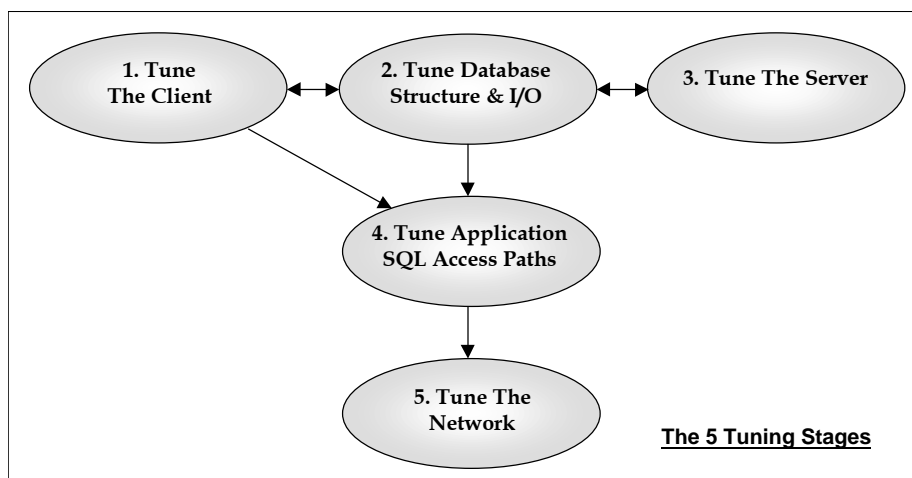 1. Tune
The Client
2. Tune Database
Structure & I/O
3. Tune The Server
4. Tune Application
SQL Access Paths
5. Tune The
Network
The 5 Tuning Stages